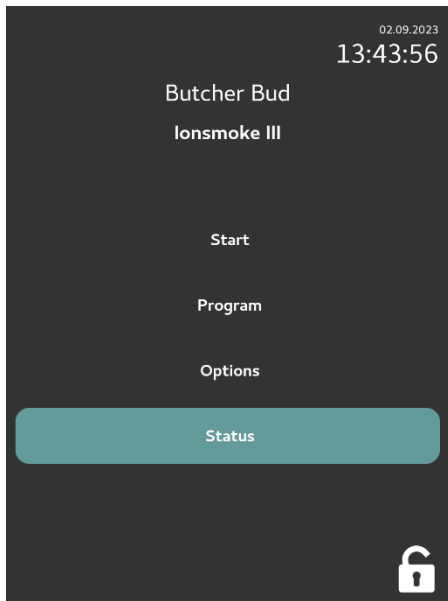 02.09.2023
13:43:56
Butcher Bud
Ionsmoke III
Start
Program
Options
Status